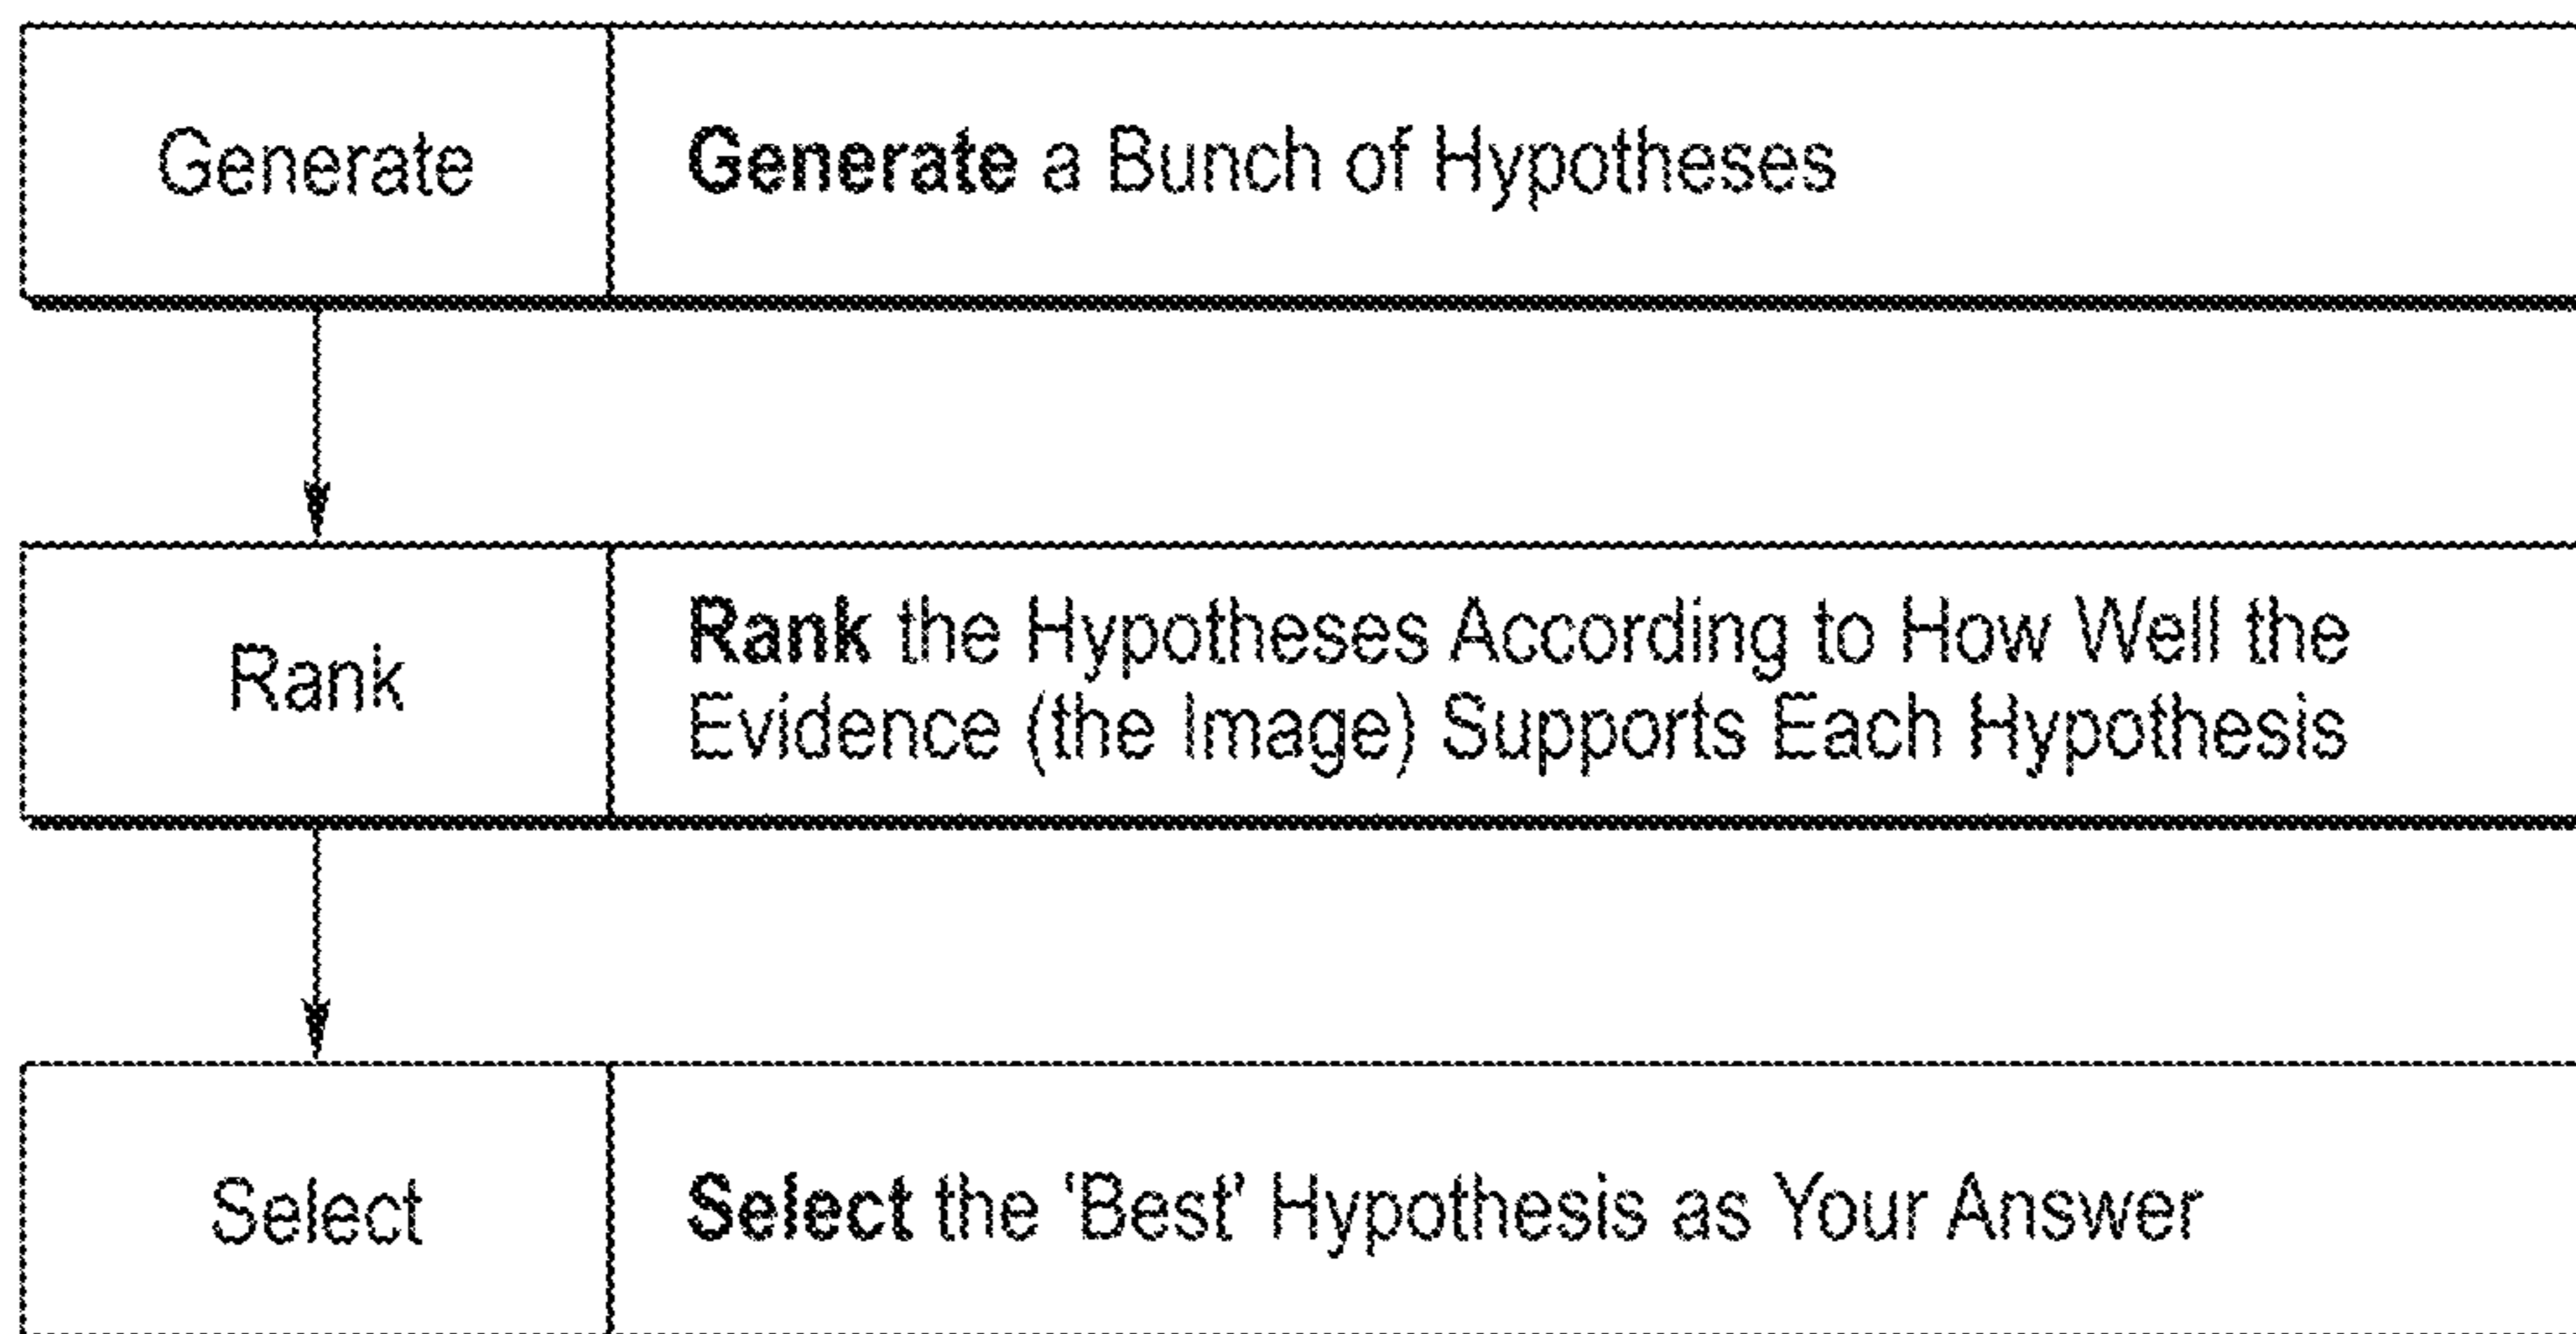 Generate
Generate a Bunch of Hypotheses
Rank
Rank the Hypotheses According to How Well the
Evidence (the Image) Supports Each Hypothesis
Select
Select the 'Best' Hypothesis as Your Answer